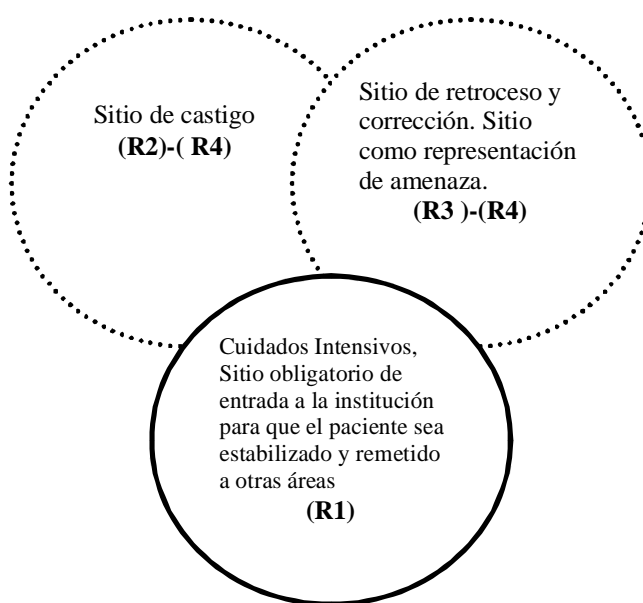 Sitio de castigo
(R2)-( R4)
Sitio de retroceso y
corrección. Sitio
como representación
de amenaza.
(R3 )-(R4)
Cuidados Intensivos,
Sitio obligatorio de
entrada a la institución
para que el paciente sea
estabilizado y remetido
a otras áreas
(R1)